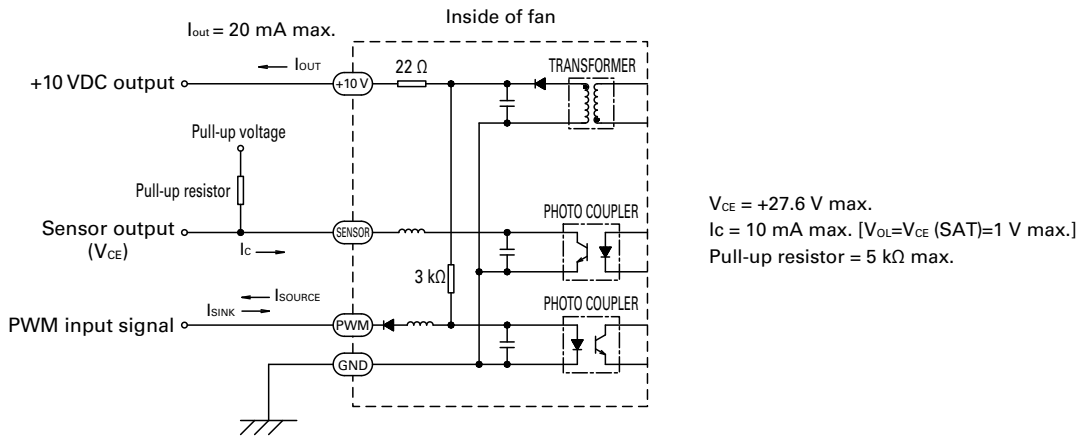 Inside of fan
Iout = 20 mA max.
IOUT
22 Ω
TRANSFORMER
+10 VDC output
+10 V
Pull-up voltage
Pull-up resistor
PHOTO COUPLER
Sensor output
(VCE)
SENSOR
IC
VCE = +27.6 V max.
Ic = 10 mA max. [VOL=VCE (SAT)=1 V max.]
Pull-up resistor = 5 kΩ max.
3 kΩ
ISOURCE
ISINK
PHOTO COUPLER
PWM input signal
PWM
GND